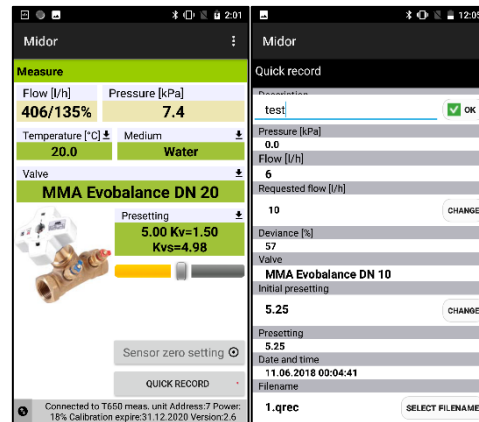 2:01
Midor
Measure
Flow [l/h] Pressure [kPa]
406/135% 7.4
Temperature [°C] Medium
20.0 Water
Valve
MMA Evobalance DN 20
Presetting
5.00 Kv=1.50
Kvs=4.98
Sensor zero setting
QUICK RECORD
Connected to T650 meas. unit Address:7 Power:
18% Calibration expire:31.12.2020 Version:2.6
12:05
Midor
Quick record
Description
test OK
Pressure [kPa]
0.0
Flow [l/h]
6
Requested flow [l/h]
10 CHANGE
Deviance [%]
57
Valve
MMA Evobalance DN 10
Initial presetting
5.25 CHANGE
Presetting
5.25
Date and time
11.06.2018 00:04:41
Filename
1.qrec SELECT FILENAME